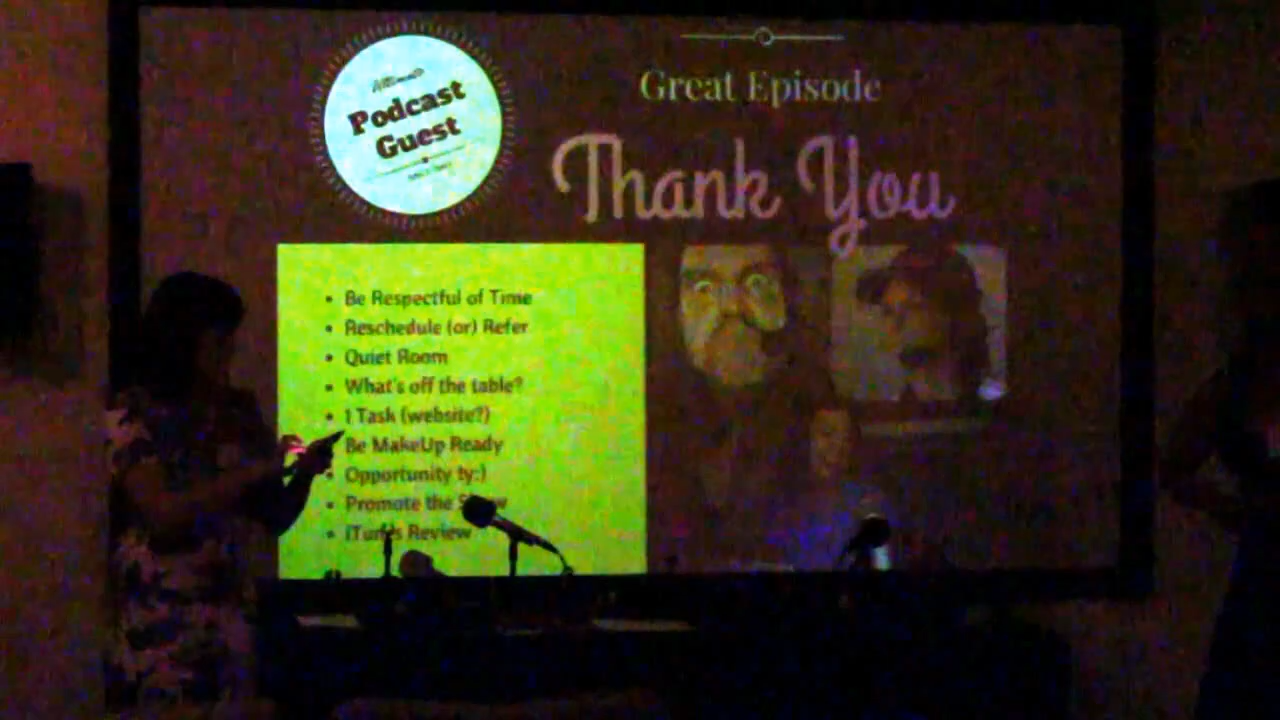 Podcast
Guest
Great Episode
Thank You
• Be Respectful of Time
• Reschedule (or) Refer
• Quiet Room
• What's off the table?
• 1 Task (website?)
Be MakeUp Ready
• Opportunity ty:)
• Promote the Show
• iTunes Review